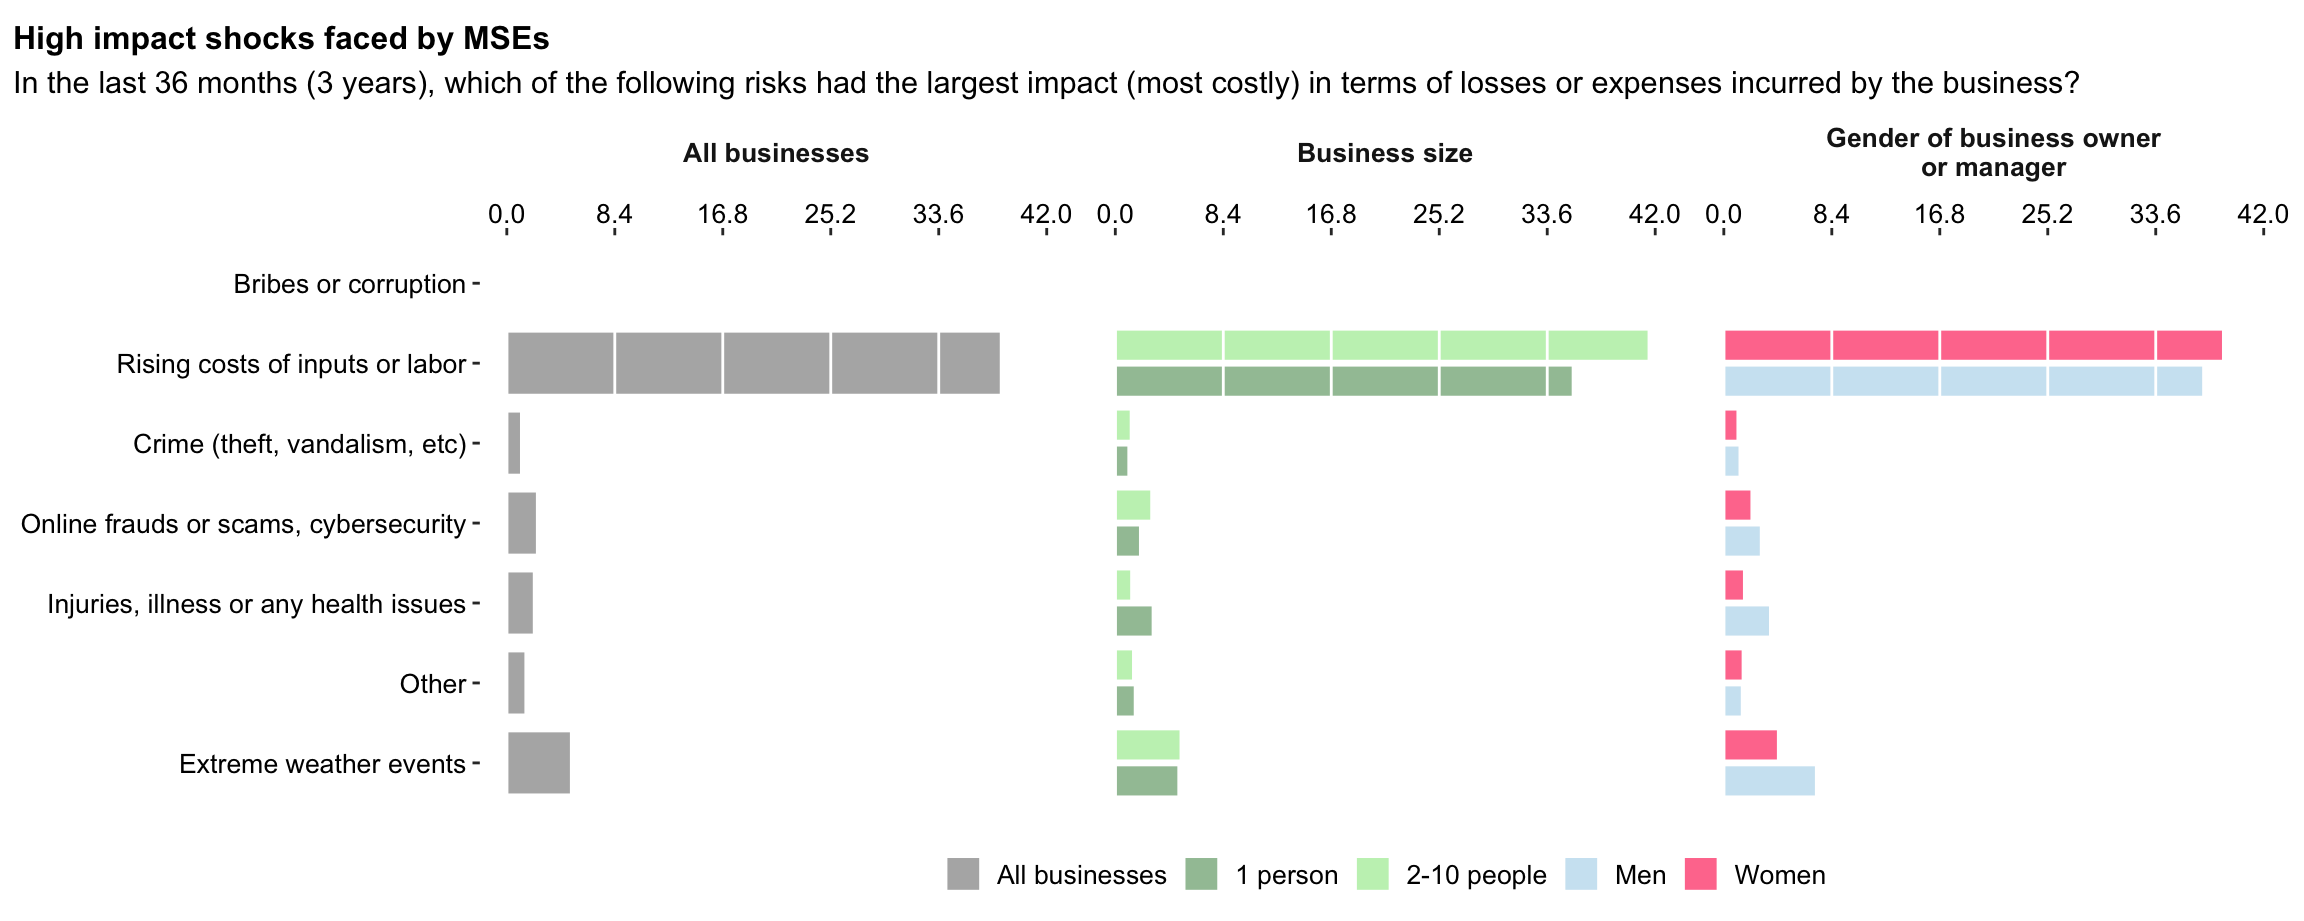 High impact shocks faced by MSEs
In the last 36 months (3 years), which of the following risks had the largest impact (most costly) in terms of losses or expenses incurred by the business?
All businesses
Business size
Gender of business owner
or manager
0.0 8.4 16.8 25.2 33.6 42.0 0.0 8.4 16.8 25.2 33.6 42.0 0.0 8.4 16.8 25.2 33.6 42.0
Bribes or corruption
Rising costs of inputs or labor
Crime (theft, vandalism, etc)
Online frauds or scams, cybersecurity
Injuries, illness or any health issues
Other
Extreme weather events
All businesses 1 person 2-10 people Men Women